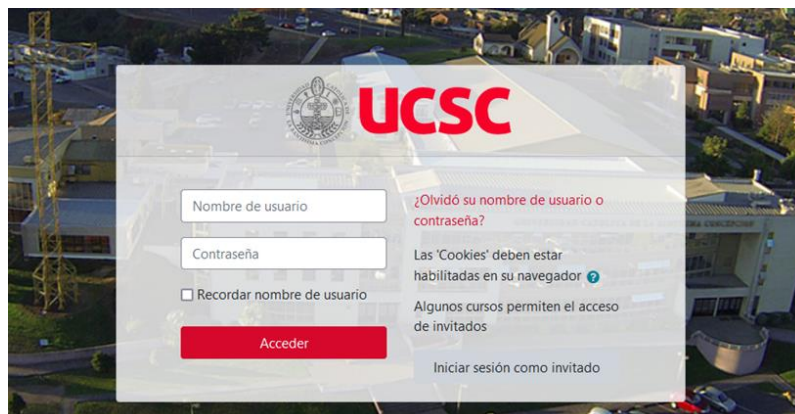 UCSC
Nombre de usuario
Contraseña
Recordar nombre de usuario
Acceder
¿Olvidó su nombre de usuario o
contraseña?
Las 'Cookies' deben estar
habilitadas en su navegador ?
Algunos cursos permiten el acceso
de invitados
Iniciar sesión como invitado